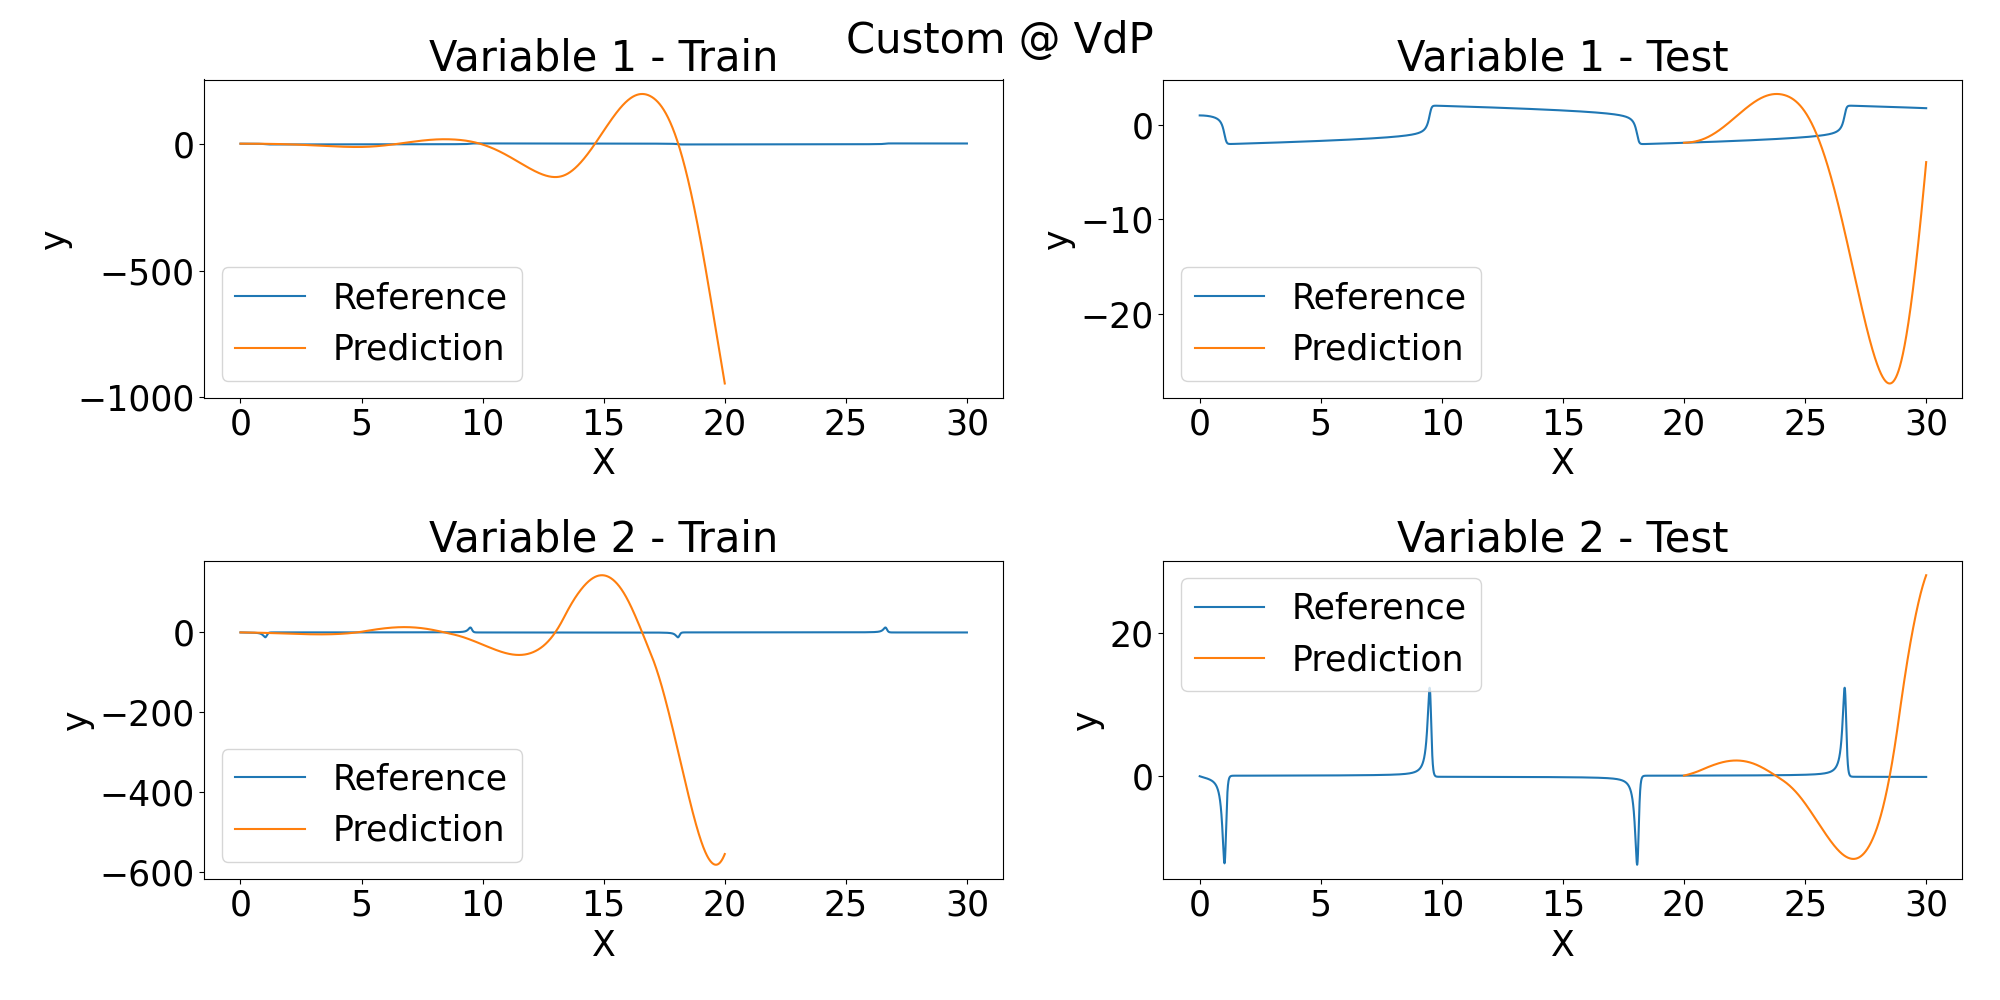 Custom @ VdP
Variable 1 - Train
y
0
−500
−1000
Reference
Prediction
0 5 10 15 20 25 30
X
Variable 1 - Test
y
0
−10
−20
Reference
Prediction
0 5 10 15 20 25 30
X
Variable 2 - Train
y
0
−200
−400
−600
Reference
Prediction
0 5 10 15 20 25 30
X
Variable 2 - Test
y
20
0
Reference
Prediction
0 5 10 15 20 25 30
X